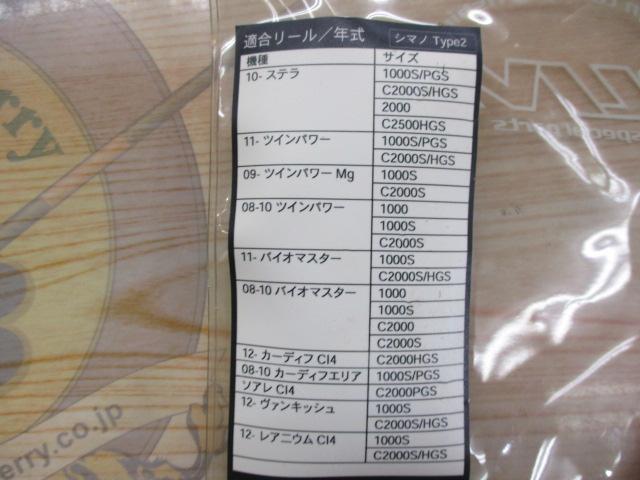 適合リール／年式 シマノ Type2
機種 サイズ
10- ステラ 1000S/PGS
C2000S/HGS
2000
C2500HGS
11- ツインパワー 1000S/PGS
C2000S/HGS
09- ツインパワー Mg 1000S
C2000S
08-10 ツインパワー 1000
1000S
C2000S
11- バイオマスター 1000S
C2000S/HGS
08-10 バイオマスター 1000
1000S
C2000
C2000S
12- カーディフ CI4 C2000HGS
08-10 カーディフエリア 1000S/PGS
ソアレ CI4 C2000PGS
12- ヴァンキッシュ 1000S
C2000S/HGS
12- レアニウム CI4 1000S
C2000S/HGS
erry
erry.co.jp
special parts